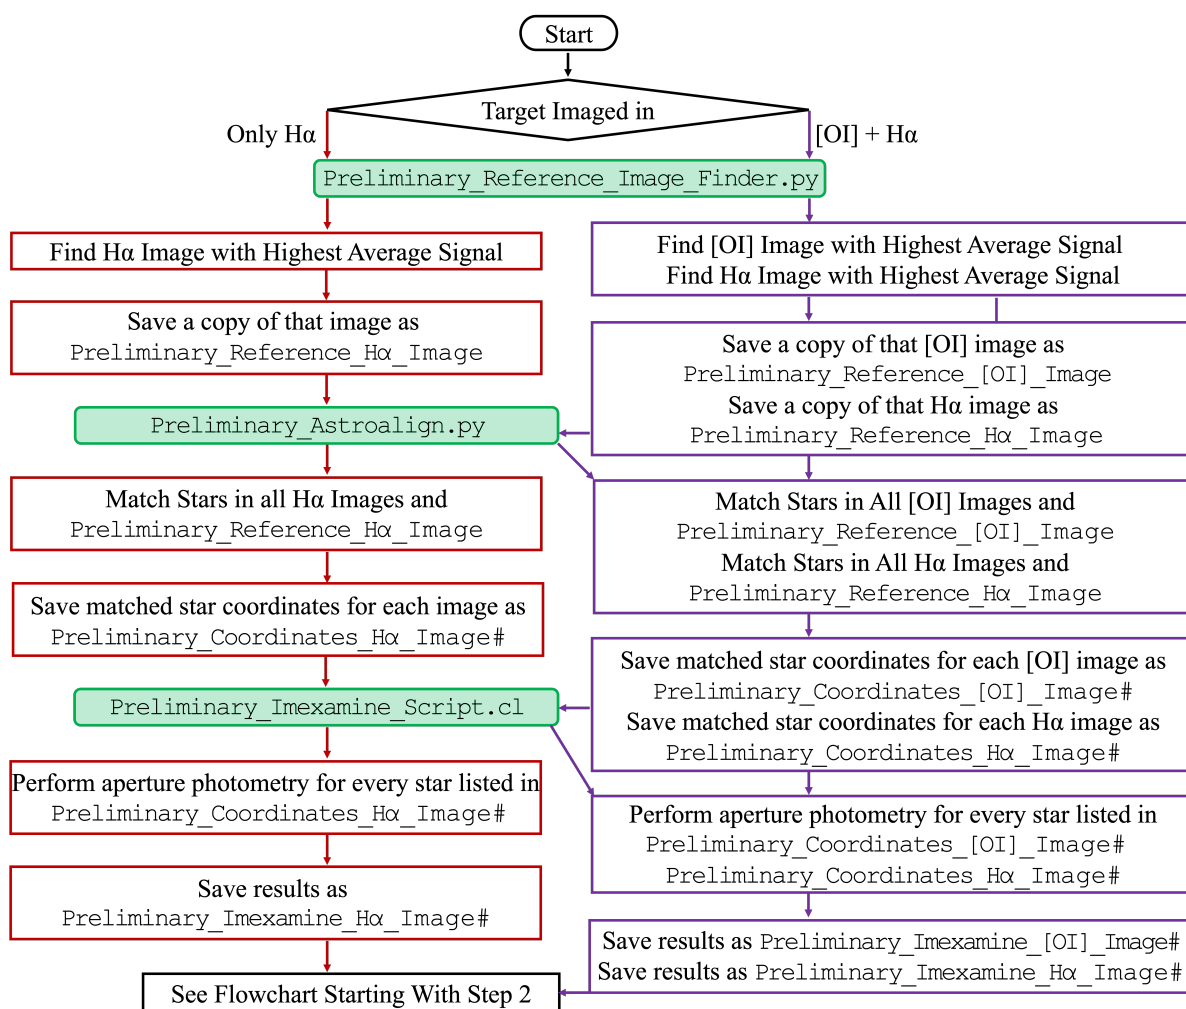 Start
Target Imaged in
Only Hα
[OI] + Hα
Preliminary_Reference_Image_Finder.py
Find Hα Image with Highest Average Signal
Save a copy of that image as
Preliminary_Reference_Hα_Image
Preliminary_Astroalign.py
Match Stars in all Hα Images and
Preliminary_Reference_Hα_Image
Save matched star coordinates for each image as
Preliminary_Coordinates_Hα_Image#
Preliminary_Imexamine_Script.cl
Perform aperture photometry for every star listed in
Preliminary_Coordinates_Hα_Image#
Save results as
Preliminary_Imexamine_Hα_Image#
See Flowchart Starting With Step 2
Find [OI] Image with Highest Average Signal
Find Hα Image with Highest Average Signal
Save a copy of that [OI] image as
Preliminary_Reference_[OI]_Image
Save a copy of that Hα image as
Preliminary_Reference_Hα_Image
Match Stars in All [OI] Images and
Preliminary_Reference_[OI]_Image
Match Stars in All Hα Images and
Preliminary_Reference_Hα_Image
Save matched star coordinates for each [OI] image as
Preliminary_Coordinates_[OI]_Image#
Save matched star coordinates for each Hα image as
Preliminary_Coordinates_Hα_Image#
Perform aperture photometry for every star listed in
Preliminary_Coordinates_[OI]_Image#
Preliminary_Coordinates_Hα_Image#
Save results as Preliminary_Imexamine_[OI]_Image#
Save results as Preliminary_Imexamine_Hα_Image#